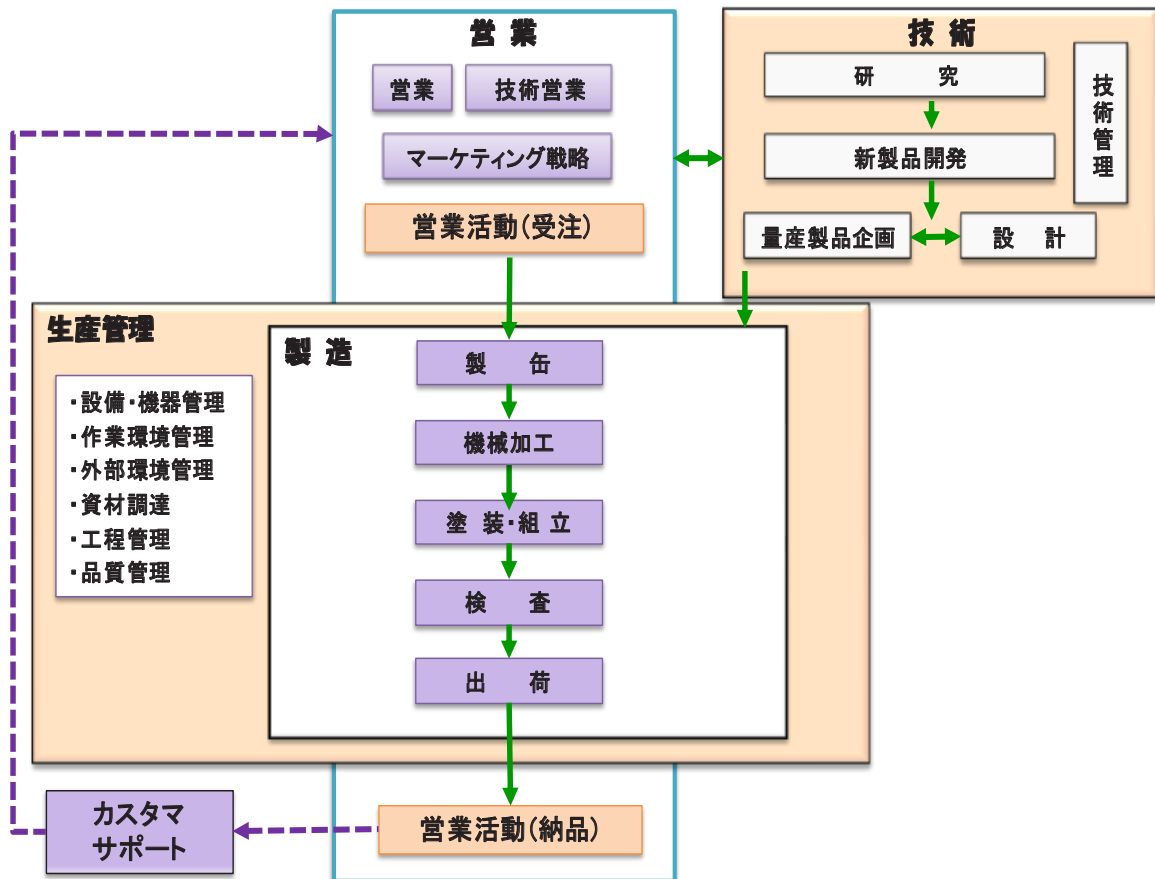 営 業
営業
技術営業
マーケティング戦略
営業活動(受注)
技 術
研 究
新製品開発
量産製品企画
設 計
技術管理
生産管理
・設備・機器管理
・作業環境管理
・外部環境管理
・資材調達
・工程管理
・品質管理
製 造
製 缶
機械加工
塗 装・組 立
検 査
出 荷
営業活動(納品)
カスタマ
サポート